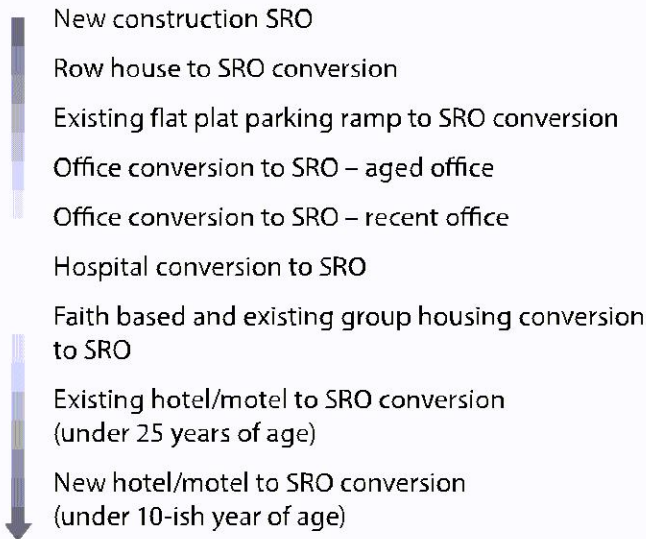 New construction SRO
Row house to SRO conversion
Existing flat plat parking ramp to SRO conversion
Office conversion to SRO – aged office
Office conversion to SRO – recent office
Hospital conversion to SRO
Faith based and existing group housing conversion
to SRO
Existing hotel/motel to SRO conversion
(under 25 years of age)
New hotel/motel to SRO conversion
(under 10-ish year of age)